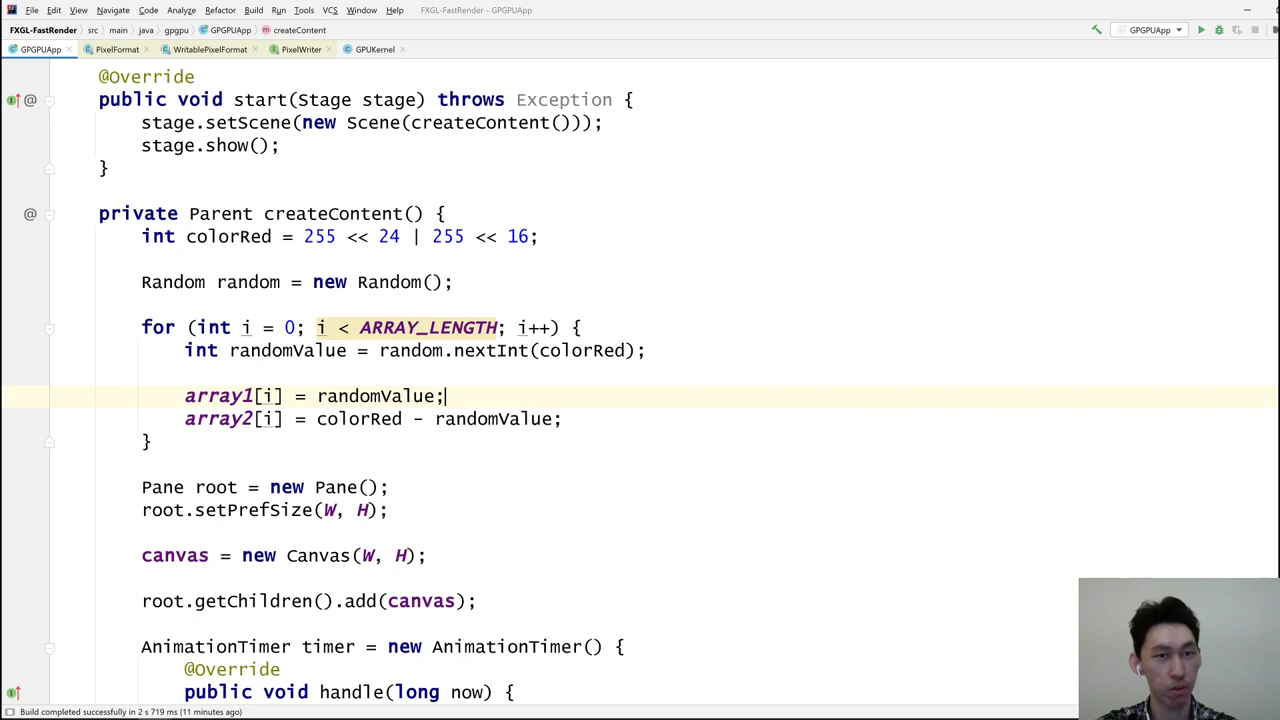 File Edit View Navigate Code Analyze Refactor Build Run Tools VCS Window Help FXGL-FastRender - GPGPUApp
FXGL-FastRender src main java gpgpu GPGPUApp createContent GPGPUApp
GPGPUApp PixelFormat WritablePixelFormat PixelWriter GPUKernel
@Override
public void start(Stage stage) throws Exception {
stage.setScene(new Scene(createContent()));
stage.show();
}
@ private Parent createContent() {
int colorRed = 255 << 24 | 255 << 16;
Random random = new Random();
for (int i = 0; i < ARRAY_LENGTH; i++) {
int randomValue = random.nextInt(colorRed);
array1[i] = randomValue;
array2[i] = colorRed - randomValue;
}
Pane root = new Pane();
root.setPrefSize(W, H);
canvas = new Canvas(W, H);
root.getChildren().add(canvas);
AnimationTimer timer = new AnimationTimer() {
@Override
public void handle(long now) {
Build completed successfully in 2 s 719 ms (11 minutes ago)